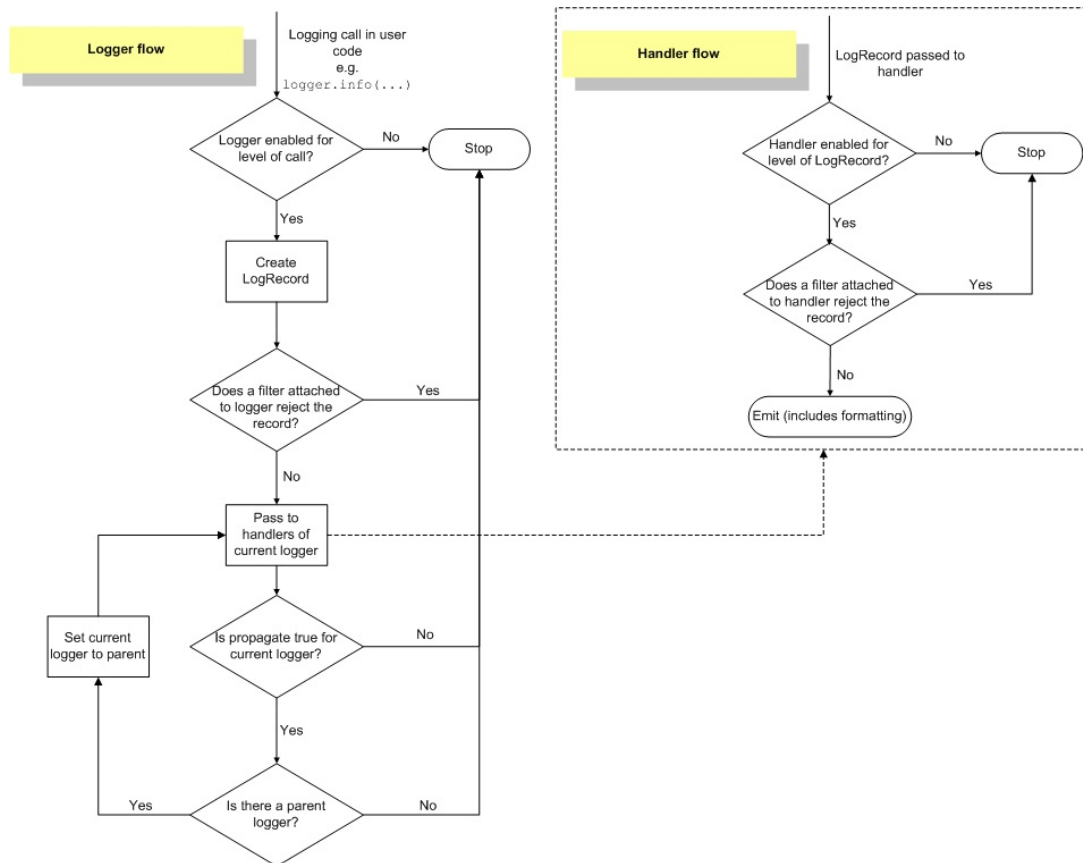 Logger flow
Logging call in user
code
e.g.
logger.info(...)
Logger enabled for
level of call?
No
Stop
Yes
Create
LogRecord
Does a filter attached
to logger reject the
record?
Yes
No
Pass to
handlers of
current logger
Is propagate true for
current logger?
No
Set current
logger to parent
Yes
Is there a parent
logger?
Yes
No
Handler flow
LogRecord passed to
handler
Handler enabled for
level of LogRecord?
No
Stop
Yes
Does a filter attached
to handler reject the
record?
Yes
No
Emit (includes formatting)